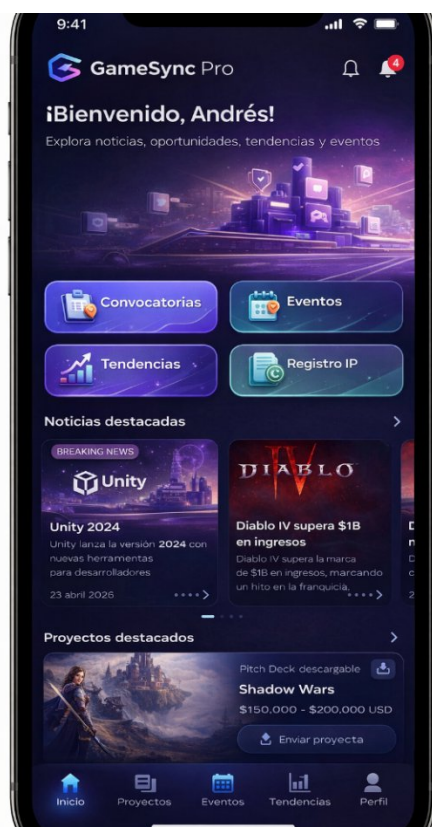 9:41
GameSync Pro
4
¡Bienvenido, Andrés!
Explora noticias, oportunidades, tendencias y eventos
Convocatorias
Eventos
Tendencias
Registro IP
Noticias destacadas
BREAKING NEWS
Unity
Unity 2024
Unity lanza la versión 2024 con
nuevas herramientas
para desarrolladores
23 abril 2026
DIABLO
IV
Diablo IV supera $1B
en ingresos
Diablo IV supera la marca
de $1B en ingresos, marcando
un hito en la franquicia.
D
n
D
c
2
Proyectos destacados
Pitch Deck descargable
Shadow Wars
$150,000 - $200,000 USD
Enviar proyecta
Inicio
Proyectos
Eventos
Tendencias
Perfil